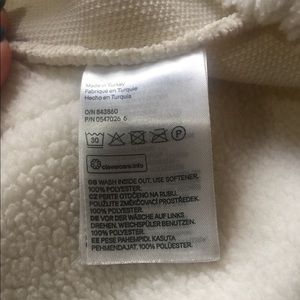 Made in Turkey
Fabriqué en Turquie
Hecho en Turquía
O/N 843860
P/N 0547026 6
30
P
clevercare.info
GB WASH INSIDE OUT. USE SOFTENER.
100% POLYESTER.
CZ PERTE OTOČENÉ NA RUBU.
POUŽIJTE ZMĚKČOVACÍ PROSTŘEDEK.
100% POLYESTER.
DE VOR DER WÄSCHE AUF LINKS
DREHEN, WEICHSPÜLER BENUTZEN.
100% POLYESTER.
EE PESE PAHEMPIDI. KASUTA
PEHMENDAJAT. 100% POLÜESTER.